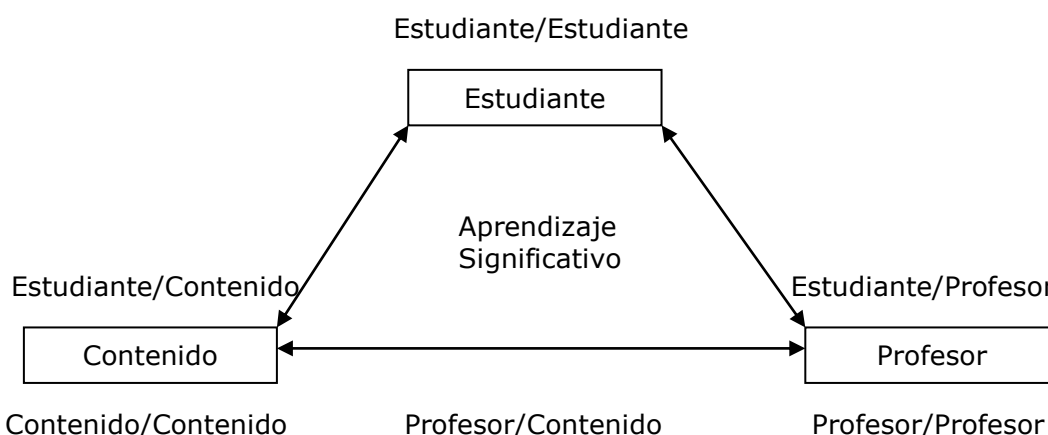 Estudiante/Estudiante
Estudiante
Aprendizaje
Significativo
Estudiante/Contenido
Estudiante/Profesor
Contenido
Profesor
Contenido/Contenido
Profesor/Contenido
Profesor/Profesor